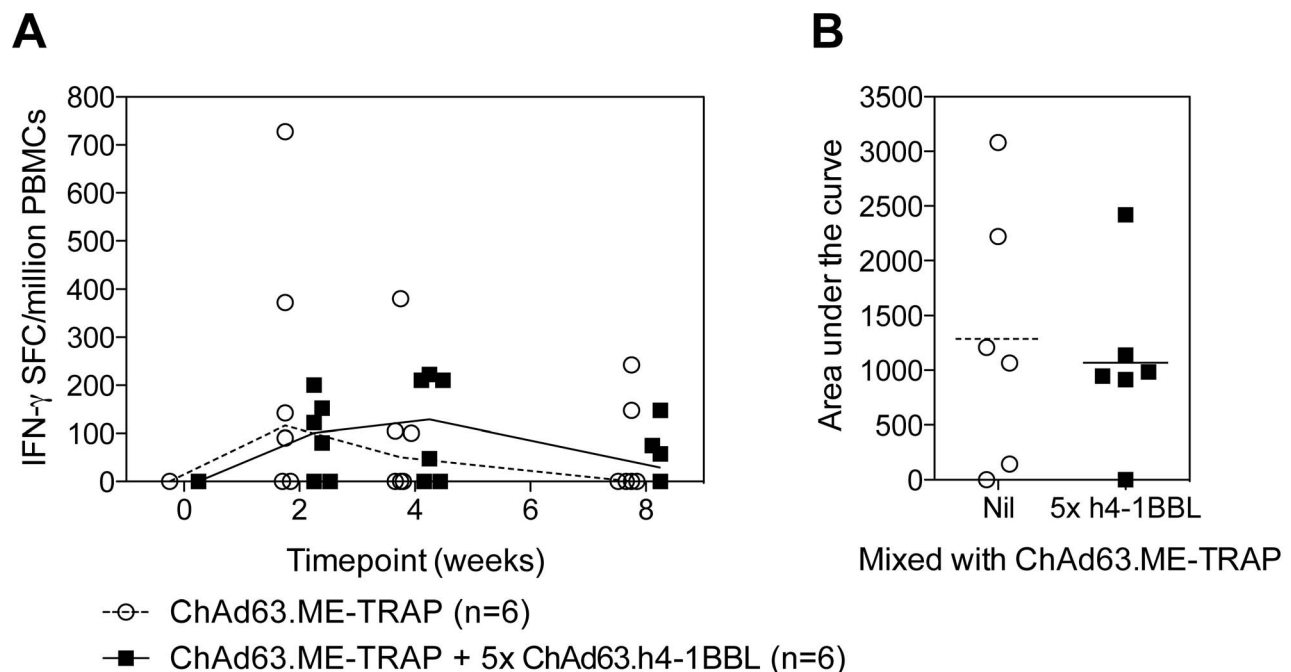 A
B
IFN-γ SFC/million PBMCs
800
700
600
500
400
300
200
100
0
0 2 4 6 8
Timepoint (weeks)
Area under the curve
3500
3000
2500
2000
1500
1000
500
0
Nil 5x h4-1BBL
Mixed with ChAd63.ME-TRAP
ChAd63.ME-TRAP (n=6)
ChAd63.ME-TRAP + 5x ChAd63.h4-1BBL (n=6)